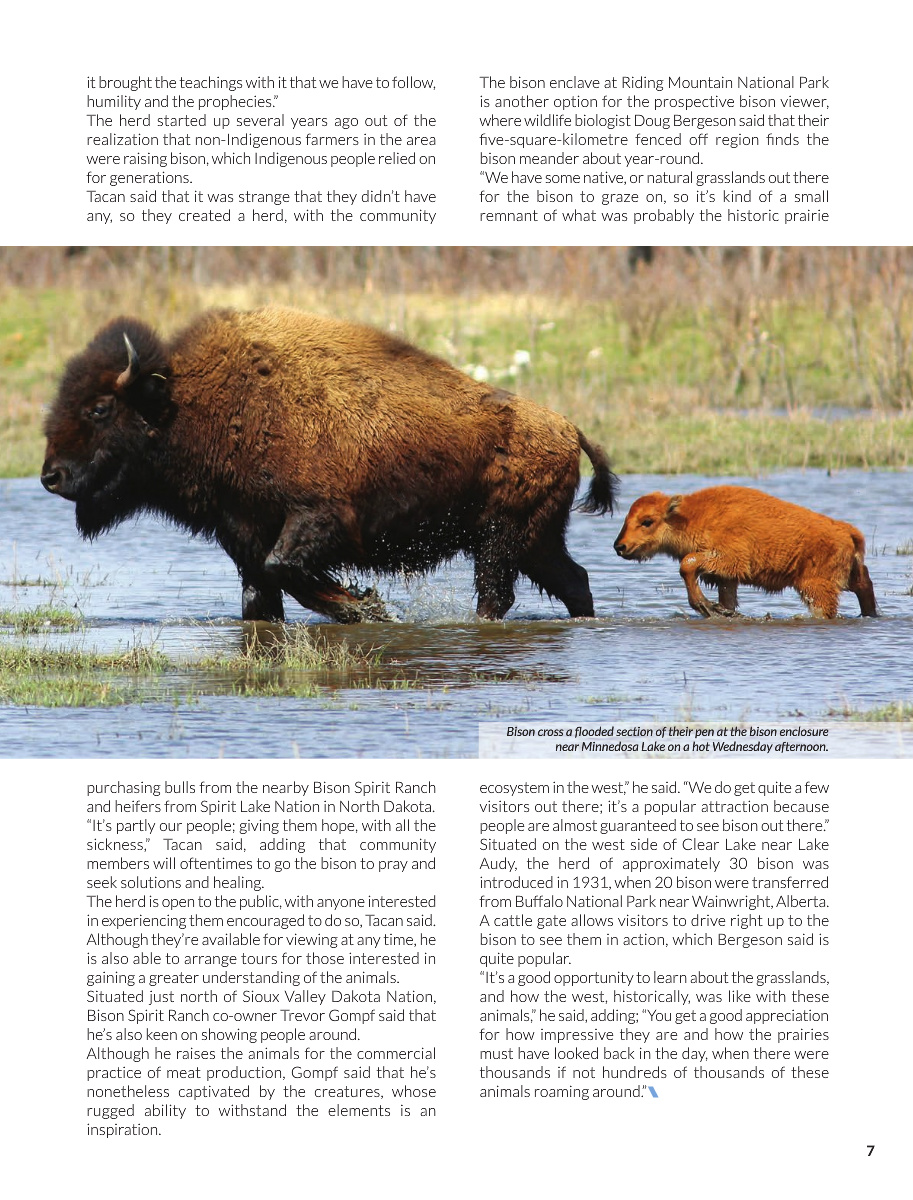 it brought the teachings with it that we have to follow,
humility and the prophecies.”
The herd started up several years ago out of the
realization that non-Indigenous farmers in the area
were raising bison, which Indigenous people relied on
for generations.
Tacan said that it was strange that they didn’t have
any, so they created a herd, with the community
purchasing bulls from the nearby Bison Spirit Ranch
and heifers from Spirit Lake Nation in North Dakota.
“It’s partly our people; giving them hope, with all the
sickness,” Tacan said, adding that community
members will oftentimes to go the bison to pray and
seek solutions and healing.
The herd is open to the public, with anyone interested
in experiencing them encouraged to do so, Tacan said.
Although they’re available for viewing at any time, he
is also able to arrange tours for those interested in
gaining a greater understanding of the animals.
Situated just north of Sioux Valley Dakota Nation,
Bison Spirit Ranch co-owner Trevor Gompf said that
he’s also keen on showing people around.
Although he raises the animals for the commercial
practice of meat production, Gompf said that he’s
nonetheless captivated by the creatures, whose
rugged ability to withstand the elements is an
inspiration.
The bison enclave at Riding Mountain National Park
is another option for the prospective bison viewer,
where wildlife biologist Doug Bergeson said that their
five-square-kilometre fenced off region finds the
bison meander about year-round.
“We have some native, or natural grasslands out there
for the bison to graze on, so it’s kind of a small
remnant of what was probably the historic prairie
Bison cross a flooded section of their pen at the bison enclosure
near Minnedosa Lake on a hot Wednesday afternoon.
ecosystem in the west,” he said. “We do get quite a few
visitors out there; it’s a popular attraction because
people are almost guaranteed to see bison out there.”
Situated on the west side of Clear Lake near Lake
Audy, the herd of approximately 30 bison was
introduced in 1931, when 20 bison were transferred
from Buffalo National Park near Wainwright, Alberta.
A cattle gate allows visitors to drive right up to the
bison to see them in action, which Bergeson said is
quite popular.
“It’s a good opportunity to learn about the grasslands,
and how the west, historically, was like with these
animals,” he said, adding; “You get a good appreciation
for how impressive they are and how the prairies
must have looked back in the day, when there were
thousands if not hundreds of thousands of these
animals roaming around.”
7